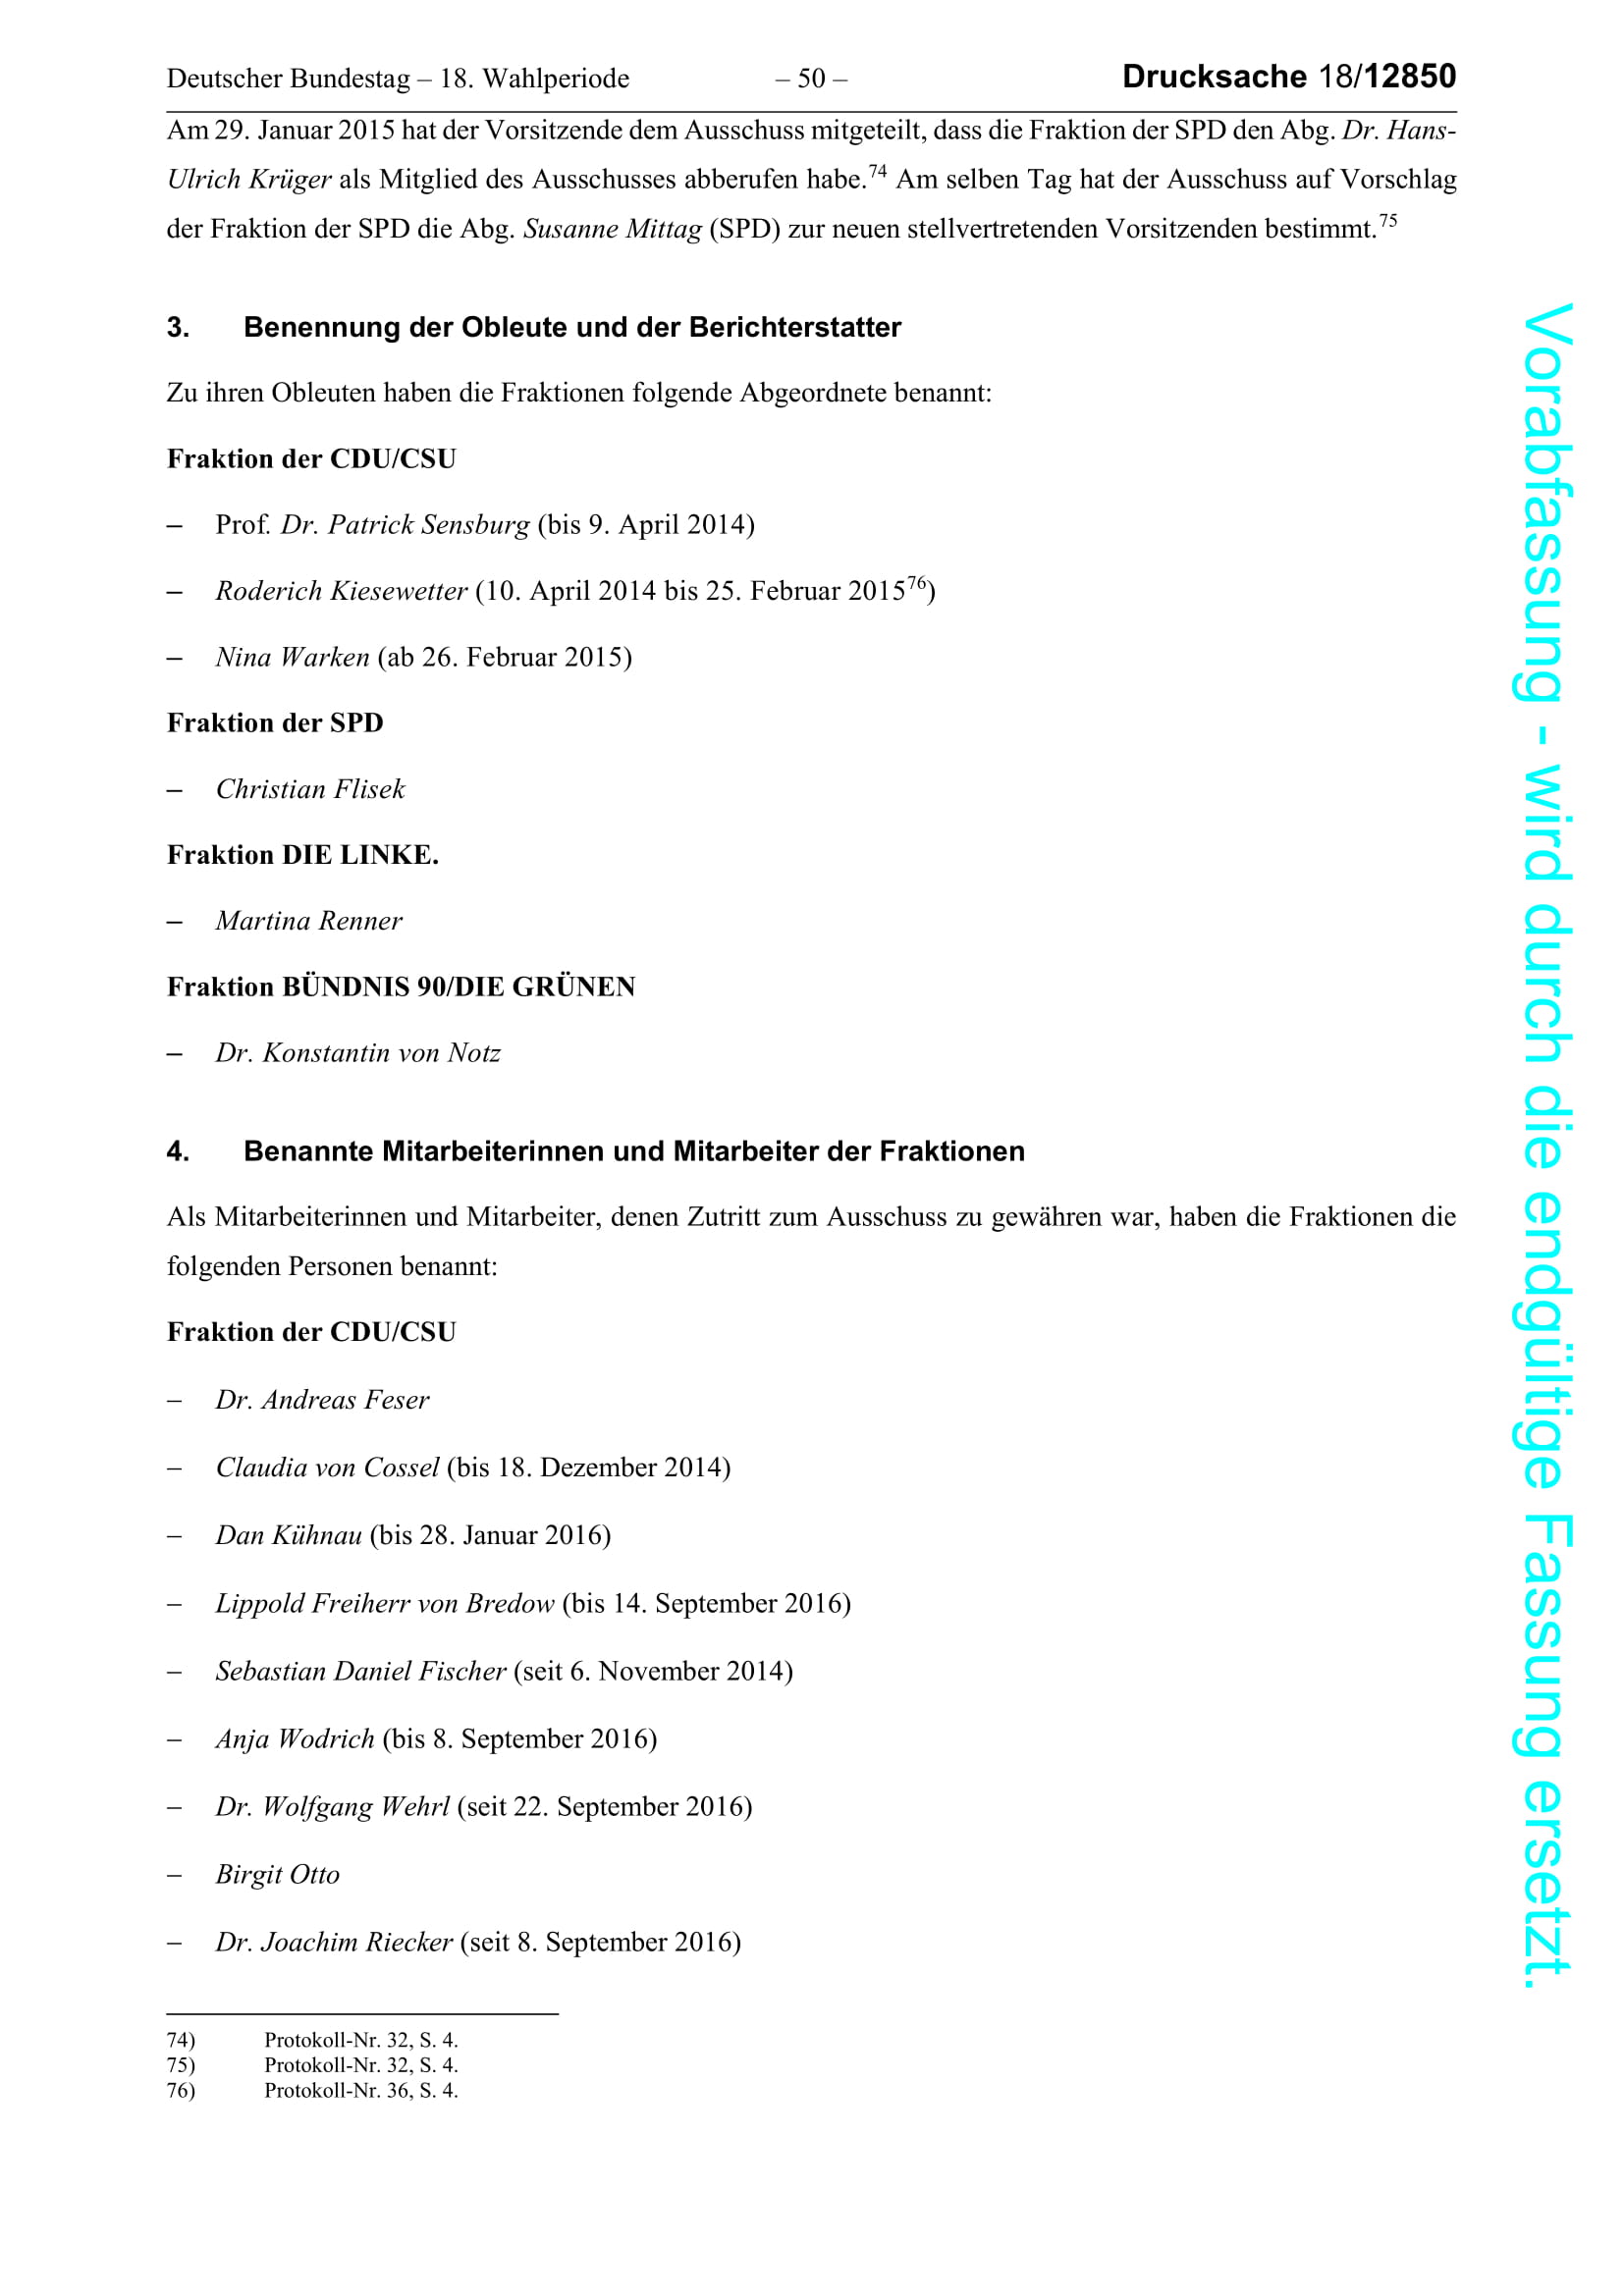 Deutscher Bundestag – 18. Wahlperiode – 50 – Drucksache 18/12850
Am 29. Januar 2015 hat der Vorsitzende dem Ausschuss mitgeteilt, dass die Fraktion der SPD den Abg. Dr. Hans-
Ulrich Krüger als Mitglied des Ausschusses abberufen habe.74 Am selben Tag hat der Ausschuss auf Vorschlag
der Fraktion der SPD die Abg. Susanne Mittag (SPD) zur neuen stellvertretenden Vorsitzenden bestimmt.75
3. Benennung der Obleute und der Berichterstatter
Zu ihren Obleuten haben die Fraktionen folgende Abgeordnete benannt:
Fraktion der CDU/CSU
– Prof. Dr. Patrick Sensburg (bis 9. April 2014)
– Roderich Kiesewetter (10. April 2014 bis 25. Februar 201576)
– Nina Warken (ab 26. Februar 2015)
Fraktion der SPD
– Christian Flisek
Fraktion DIE LINKE.
– Martina Renner
Fraktion BÜNDNIS 90/DIE GRÜNEN
– Dr. Konstantin von Notz
4. Benannte Mitarbeiterinnen und Mitarbeiter der Fraktionen
Als Mitarbeiterinnen und Mitarbeiter, denen Zutritt zum Ausschuss zu gewähren war, haben die Fraktionen die
folgenden Personen benannt:
Fraktion der CDU/CSU
– Dr. Andreas Feser
– Claudia von Cossel (bis 18. Dezember 2014)
– Dan Kühnau (bis 28. Januar 2016)
– Lippold Freiherr von Bredow (bis 14. September 2016)
– Sebastian Daniel Fischer (seit 6. November 2014)
– Anja Wodrich (bis 8. September 2016)
– Dr. Wolfgang Wehrl (seit 22. September 2016)
– Birgit Otto
– Dr. Joachim Riecker (seit 8. September 2016)
74) Protokoll-Nr. 32, S. 4.
75) Protokoll-Nr. 32, S. 4.
76) Protokoll-Nr. 36, S. 4.
Vorabfassung - wird durch die endgültige Fassung ersetzt.